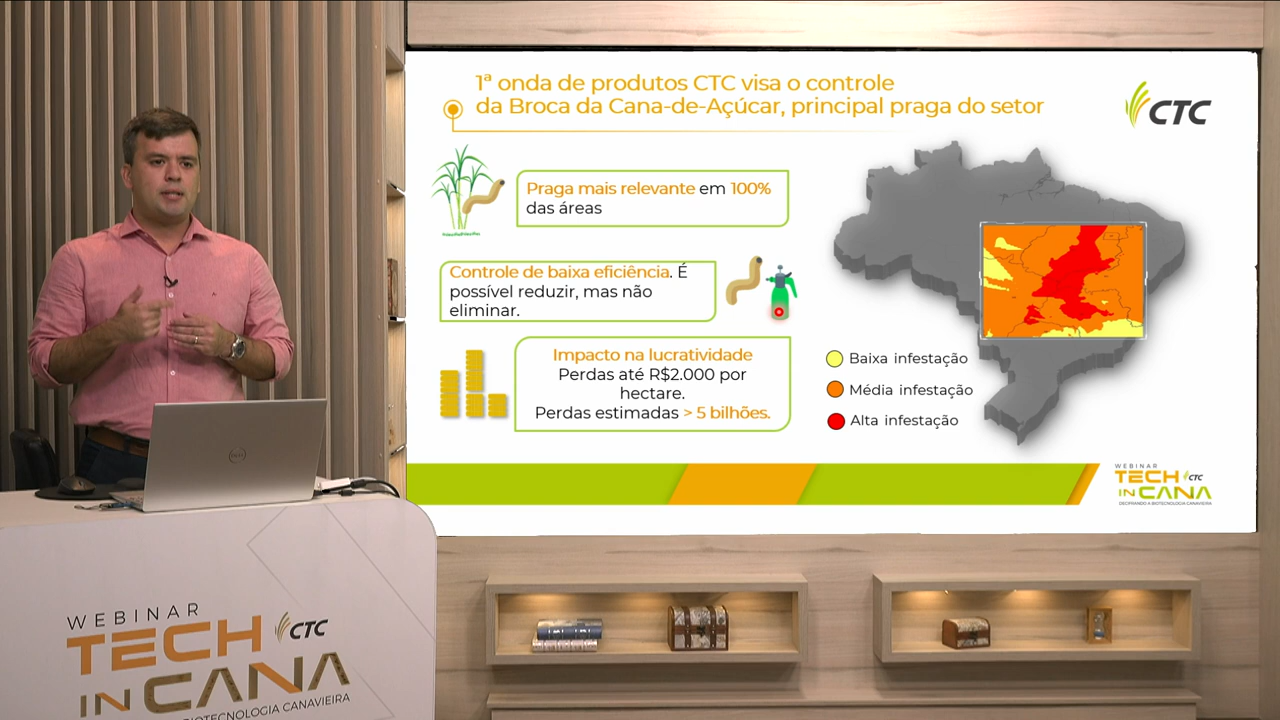 1ª onda de produtos CTC visa o controle
da Broca da Cana-de-Açúcar, principal praga do setor
CTC
Praga mais relevante em 100%
das áreas
Controle de baixa eficiência. É
possível reduzir, mas não
eliminar.
Impacto na lucratividade
Perdas até R$2.000 por
hectare.
Perdas estimadas > 5 bilhões.
Baixa infestação
Média infestação
Alta infestação
WEBINAR
TECH CTC
IN CANA
DECIFRANDO A BIOTECNOLOGIA CANAVIEIRA
DELL
WEBINAR
TECH CTC
IN CANA
BIOTECNOLOGIA CANAVIEIRA